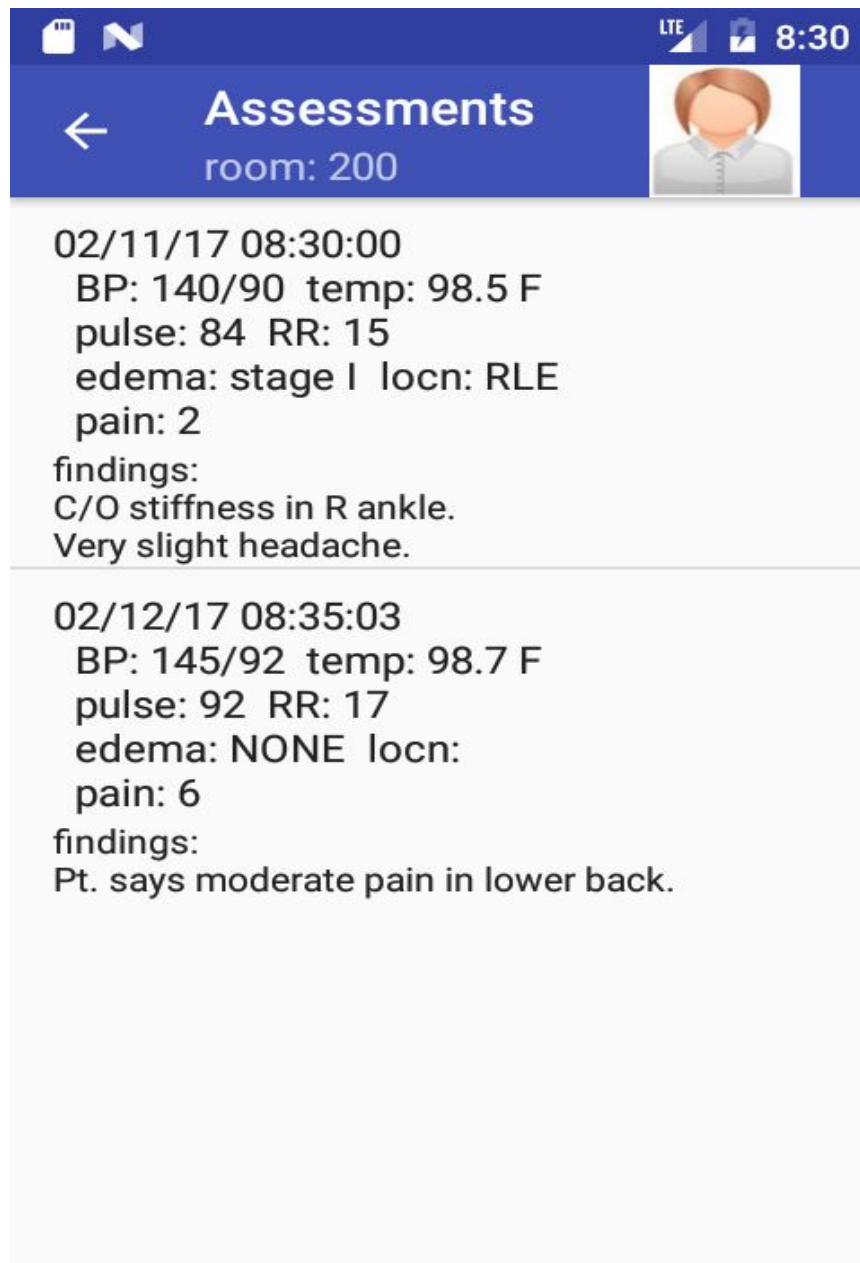 LTE 8:30
Assessments
room: 200
02/11/17 08:30:00
BP: 140/90 temp: 98.5 F
pulse: 84 RR: 15
edema: stage I locn: RLE
pain: 2
findings:
C/O stiffness in R ankle.
Very slight headache.
02/12/17 08:35:03
BP: 145/92 temp: 98.7 F
pulse: 92 RR: 17
edema: NONE locn:
pain: 6
findings:
Pt. says moderate pain in lower back.